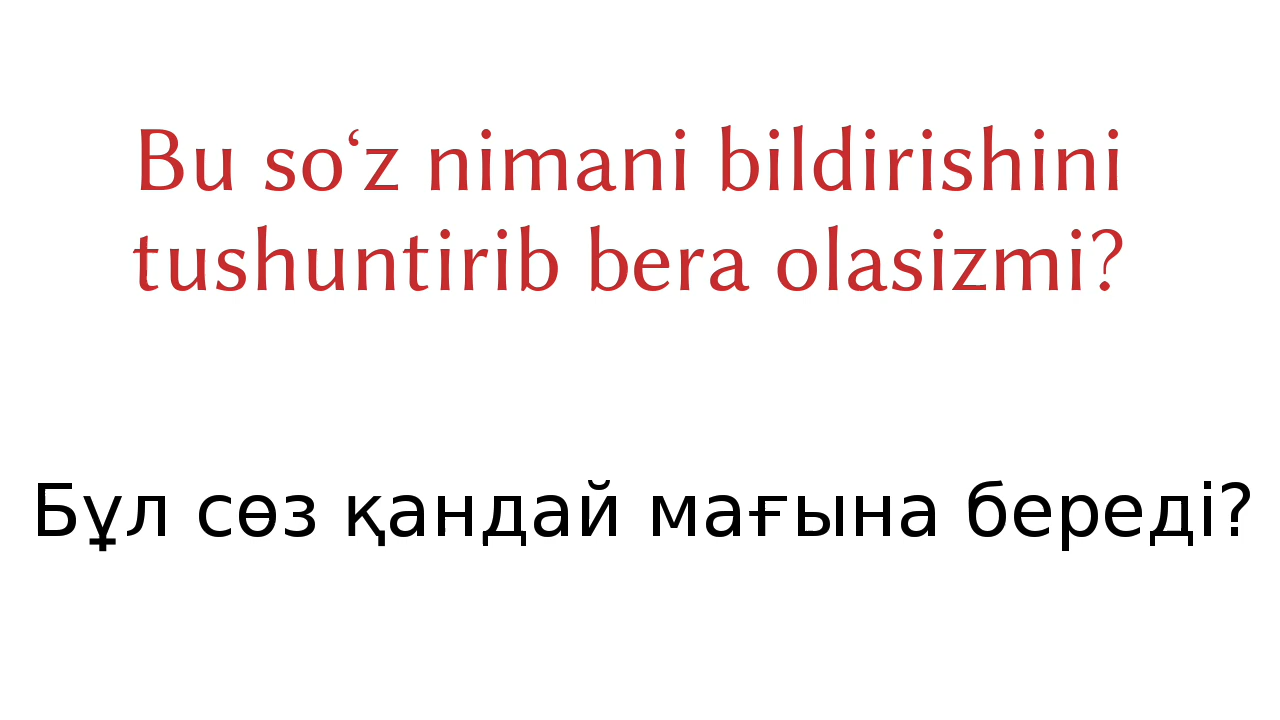 Bu so‘z nimani bildirishini
tushuntirib bera olasizmi?
Бұл сөз қандай мағына береді?